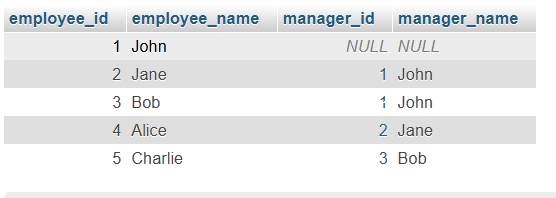 employee_id employee_name manager_id manager_name
1 John NULL NULL
2 Jane 1 John
3 Bob 1 John
4 Alice 2 Jane
5 Charlie 3 Bob